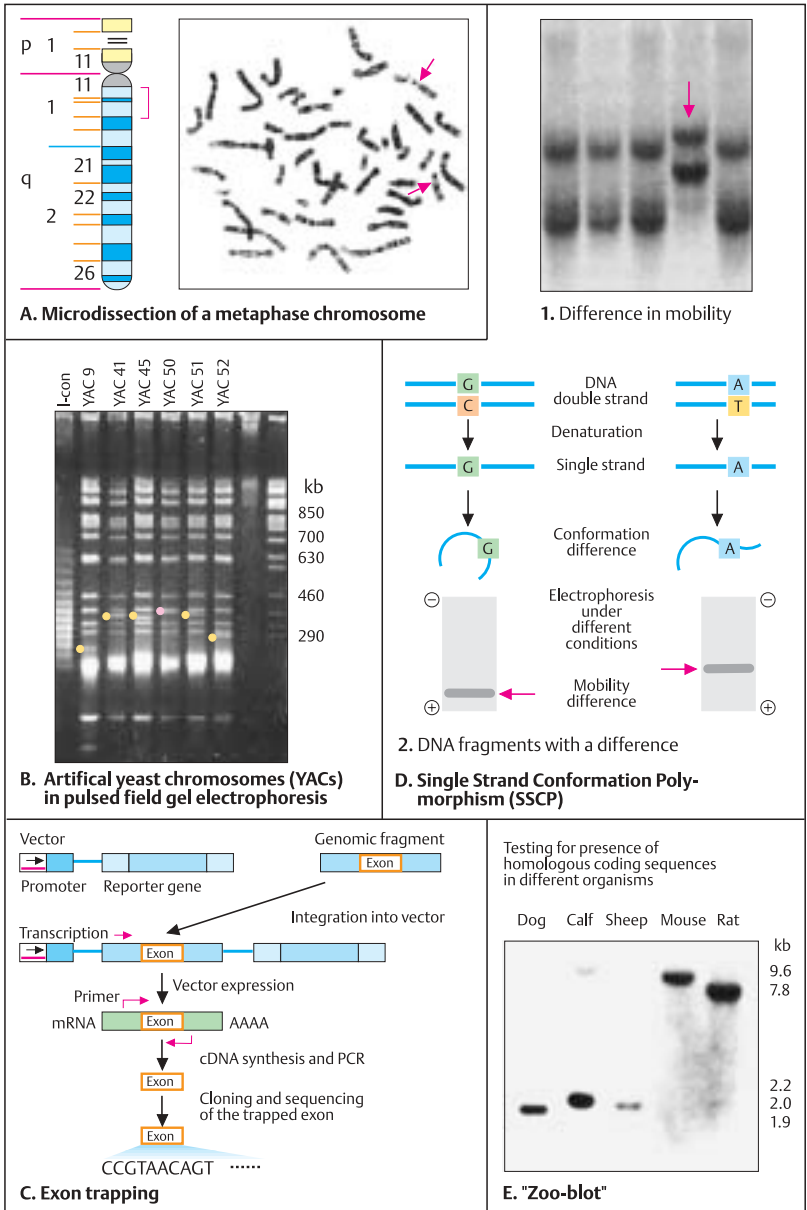 p
1
11
11
1
q
21
22
2
26
A. Microdissection of a metaphase chromosome
1. Difference in mobility
I-con
YAC 9
YAC 41
YAC 45
YAC 50
YAC 51
YAC 52
kb
850
700
630
460
290
B. Artifical yeast chromosomes (YACs)
in pulsed field gel electrophoresis
G
C
DNA
double strand
A
T
Denaturation
G
Single strand
A
G
Conformation
difference
A
−
Electrophoresis
under
different
conditions
−
Mobility
difference
+
+
2. DNA fragments with a difference
D. Single Strand Conformation Poly-
morphism (SSCP)
Vector
Promoter
Reporter gene
Genomic fragment
Exon
Integration into vector
Transcription
Exon
Vector expression
Primer
mRNA
Exon
AAAA
cDNA synthesis and PCR
Exon
Cloning and sequencing
of the trapped exon
Exon
CCGTAACAGT ······
C. Exon trapping
Testing for presence of
homologous coding sequences
in different organisms
Dog
Calf
Sheep
Mouse
Rat
kb
9.6
7.8
2.2
2.0
1.9
E. "Zoo-blot"